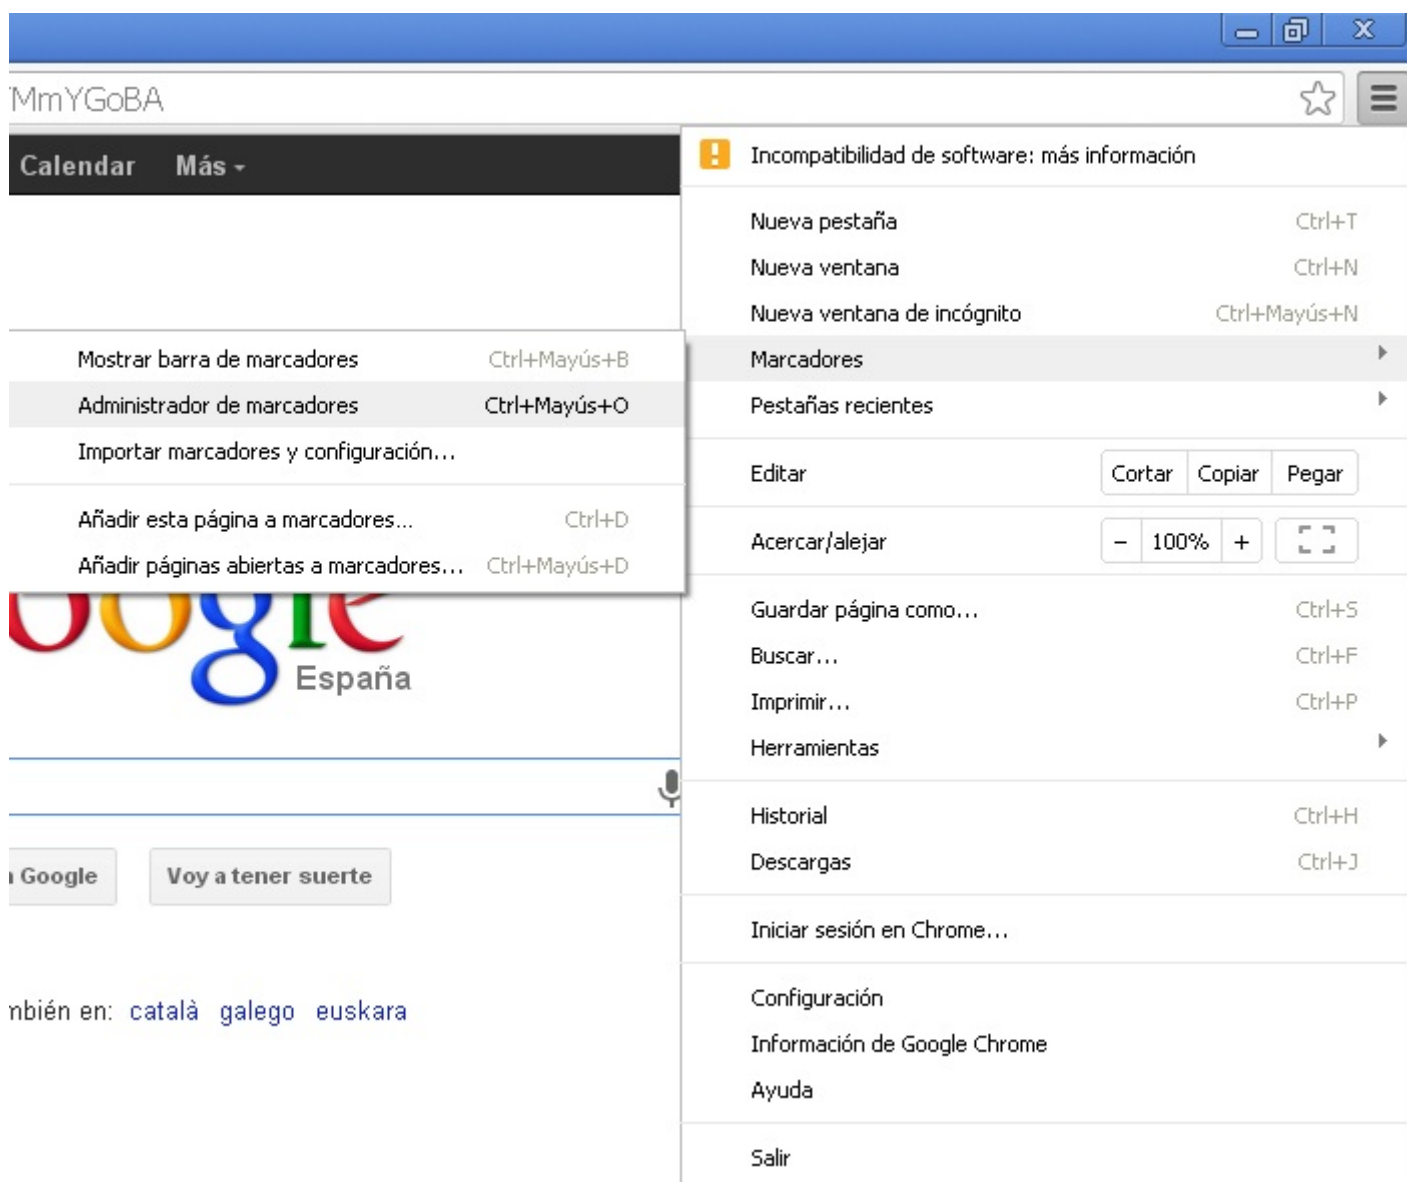 MmYGoBA
Calendar Más
Incompatibilidad de software: más información
Nueva pestaña Ctrl+T
Nueva ventana Ctrl+N
Nueva ventana de incógnito Ctrl+Mayús+N
Marcadores
Pestañas recientes
Editar Cortar Copiar Pegar
Acercar/alejar - 100% +
Guardar página como... Ctrl+S
Buscar... Ctrl+F
Imprimir... Ctrl+P
Herramientas
Historial Ctrl+H
Descargas Ctrl+J
Iniciar sesión en Chrome...
Configuración
Información de Google Chrome
Ayuda
Salir
Mostrar barra de marcadores Ctrl+Mayús+B
Administrador de marcadores Ctrl+Mayús+O
Importar marcadores y configuración...
Añadir esta página a marcadores... Ctrl+D
Añadir páginas abiertas a marcadores... Ctrl+Mayús+D
oogle
España
Google Voy a tener suerte
mbién en: català galego euskara